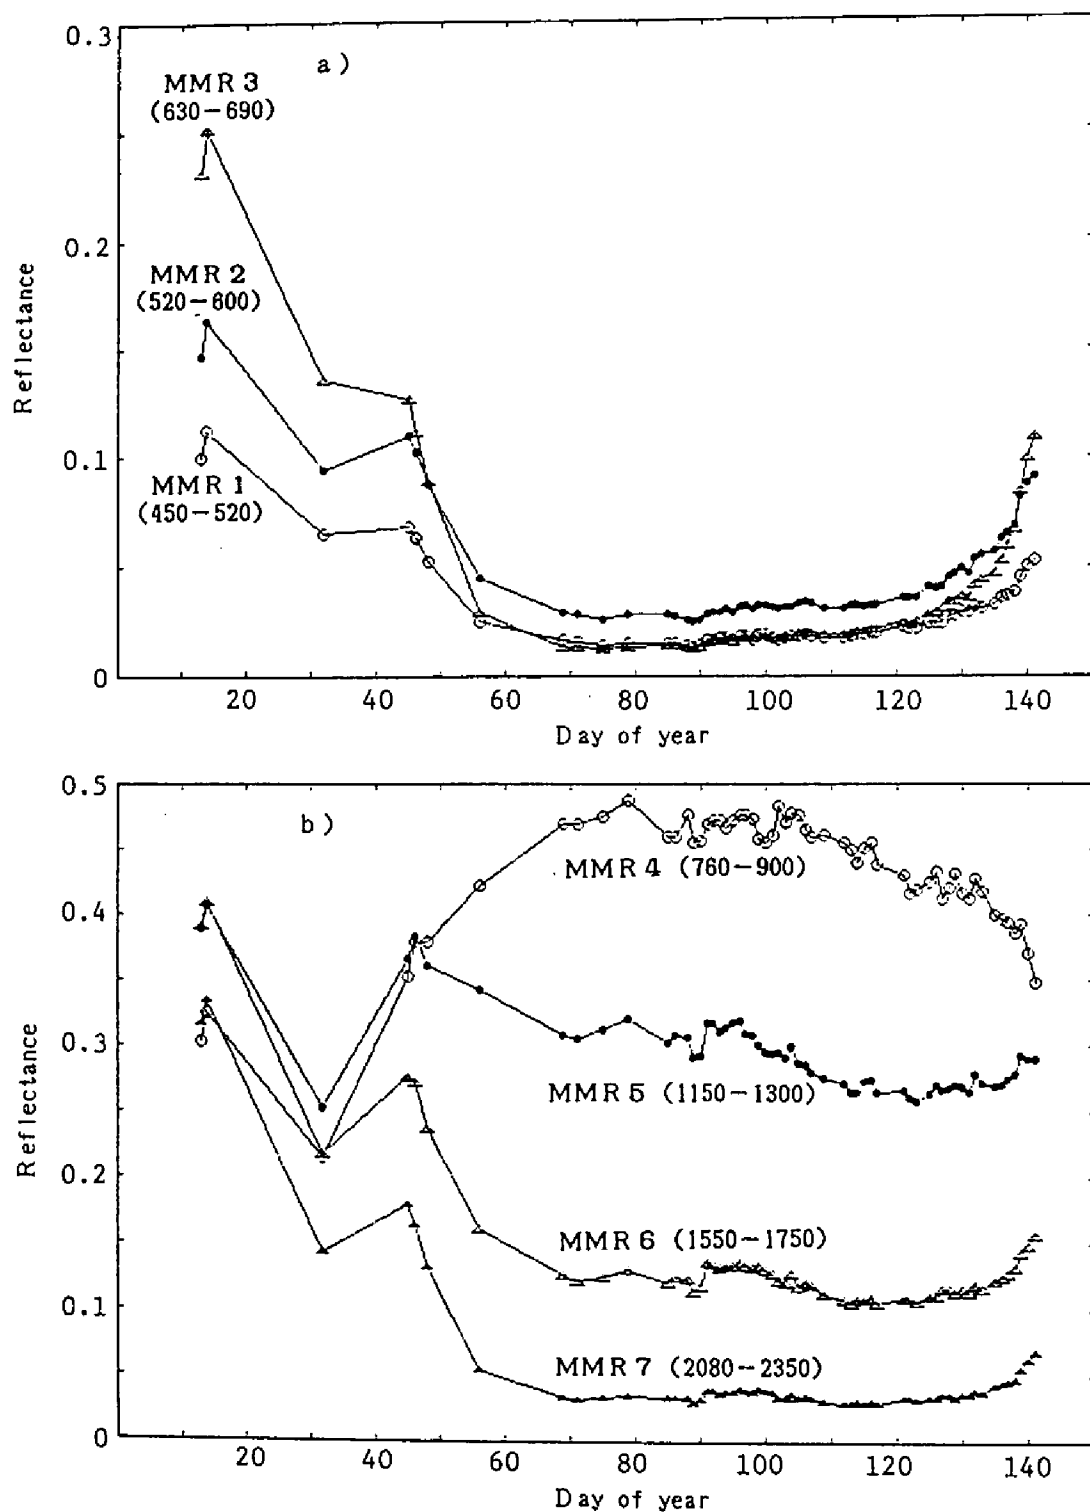 0.3
a)
MMR 3
(630-690)
0.2
MMR 2
(520-600)
Reflectance
0.1
MMR 1
(450-520)
0
20 40 60 80 100 120 140
Day of year
0.5
b)
MMR 4 (760-900)
0.4
Reflectance
0.3
MMR 5 (1150-1300)
0.2
MMR 6 (1550-1750)
0.1
MMR 7 (2080-2350)
0
20 40 60 80 100 120 140
Day of year